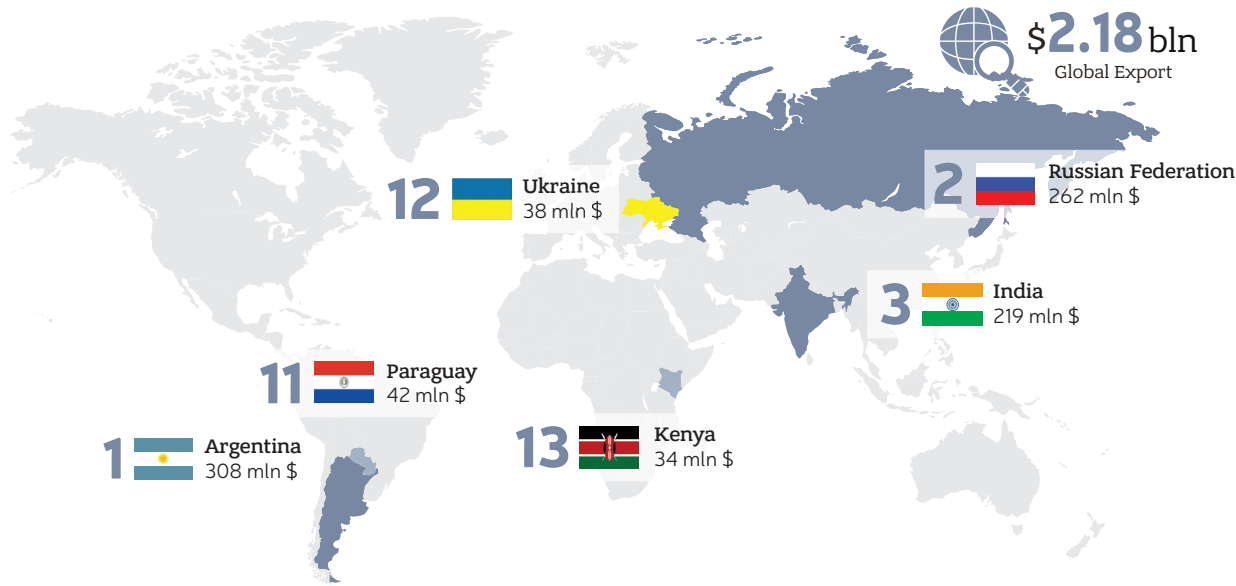 $2.18 bln
Global Export
2
Russian Federation
262 mln $
12
Ukraine
38 mln $
3
India
219 mln $
11
Paraguay
42 mln $
1
Argentina
308 mln $
13
Kenya
34 mln $